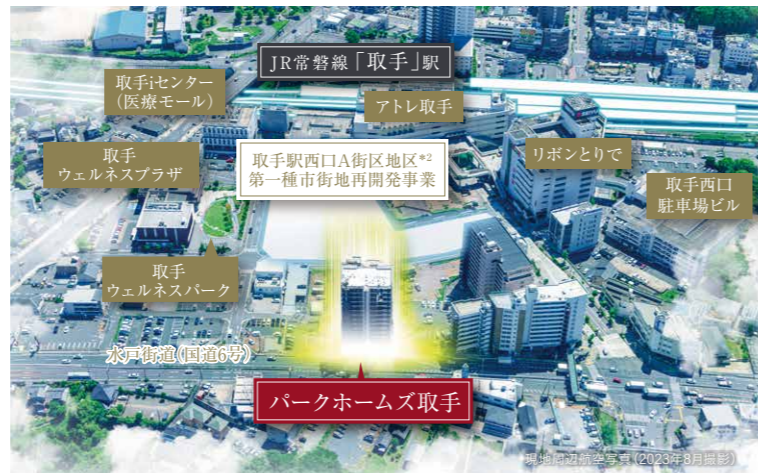 JR常磐線「取手」駅
取手iセンター
(医療モール)
アトレ取手
取手
ウェルネスプラザ
取手駅西口A街区地区*2
第一種市街地再開発事業
リボンとりで
取手西口
駐車場ビル
取手
ウェルネスパーク
水戸街道(国道6号)
パークホームズ取手
現地周辺航空写真(2023年8月撮影)